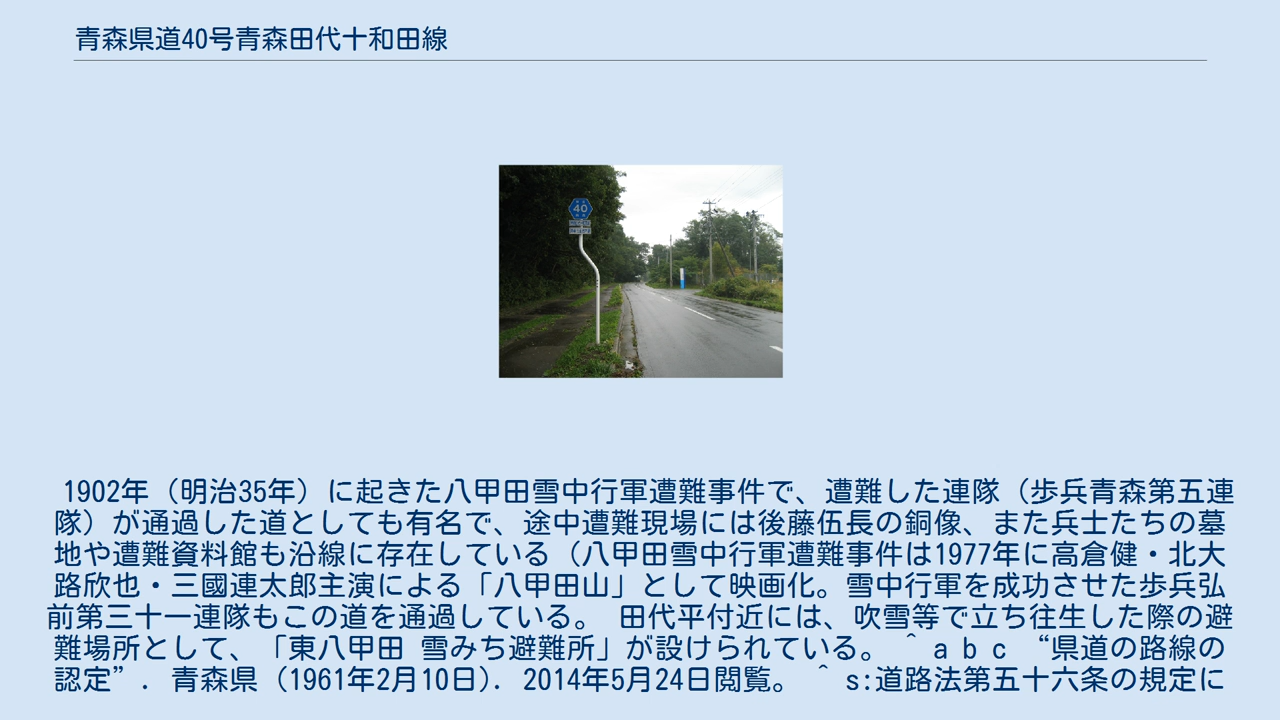 青森県道40号青森田代十和田線
40
1902年（明治35年）に起きた八甲田雪中行軍遭難事件で、遭難した連隊（歩兵青森第五連
隊）が通過した道としても有名で、途中遭難現場には後藤伍長の銅像、また兵士たちの墓
地や遭難資料館も沿線に存在している（八甲田雪中行軍遭難事件は1977年に高倉健・北大
路欣也・三國連太郎主演による「八甲田山」として映画化。雪中行軍を成功させた歩兵弘
前第三十一連隊もこの道を通過している。 田代平付近には、吹雪等で立ち往生した際の避
難場所として、「東八甲田 雪みち避難所」が設けられている。 ^ a b c “県道の路線の
認定”. 青森県 (1961年2月10日). 2014年5月24日閲覧。 ^ s:道路法第五十六条の規定に